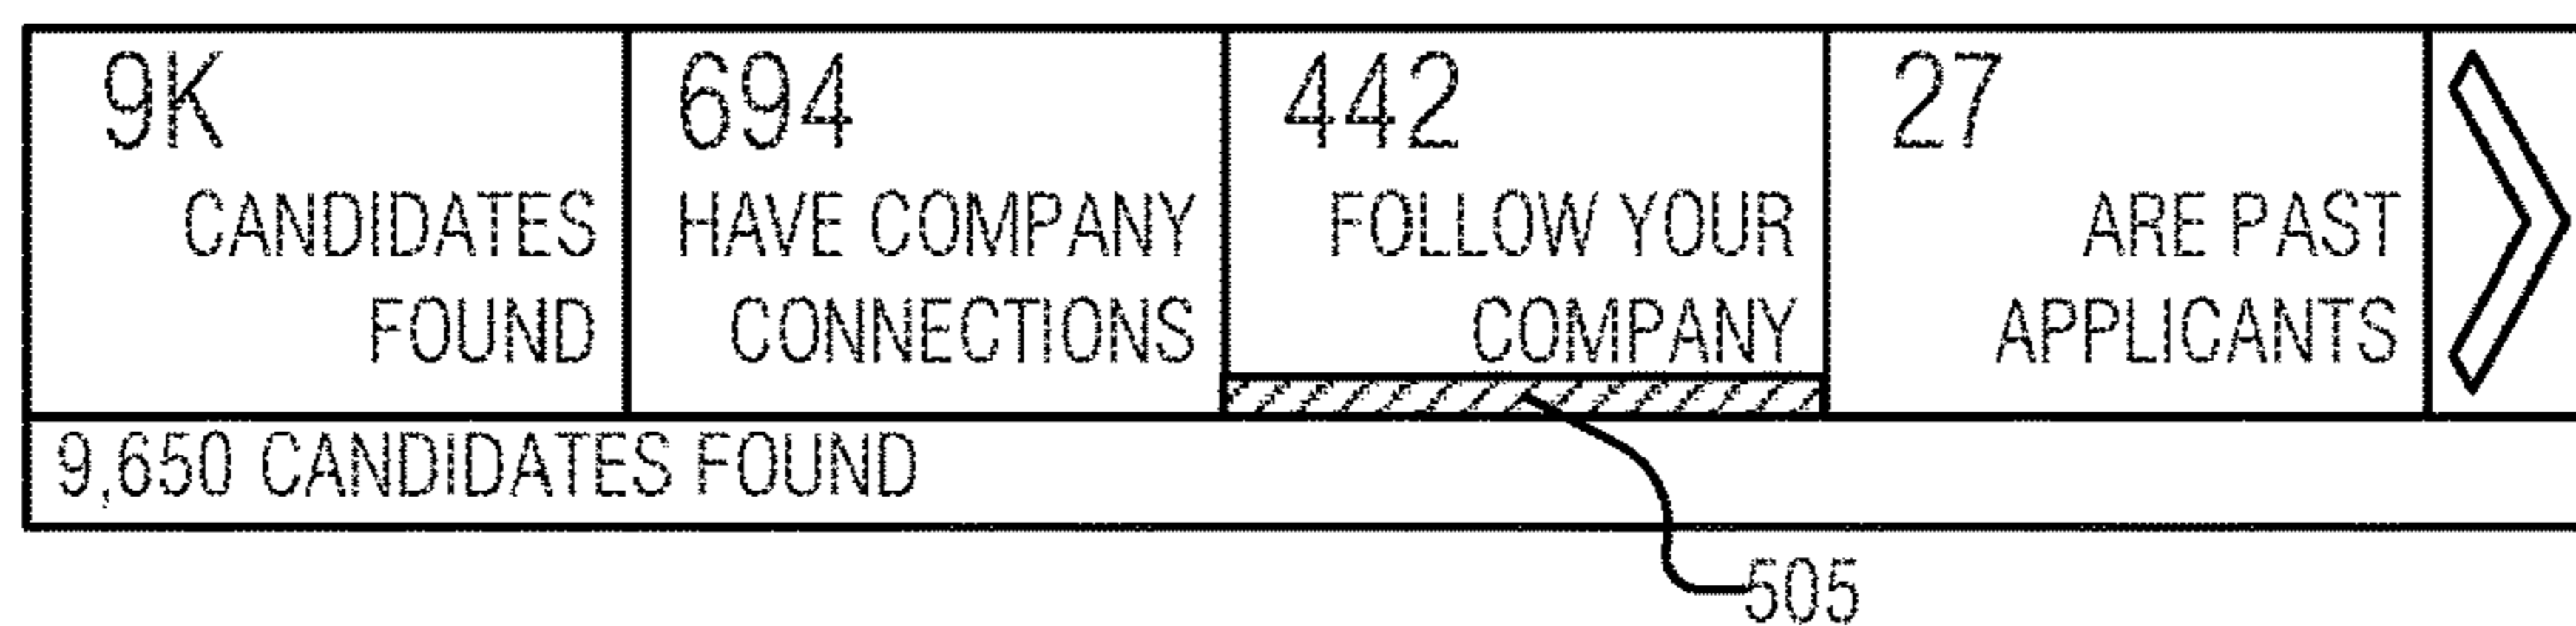 9K
CANDIDATES
FOUND
694
HAVE COMPANY
CONNECTIONS
442
FOLLOW YOUR
COMPANY
27
ARE PAST
APPLICANTS
9,650 CANDIDATES FOUND
505